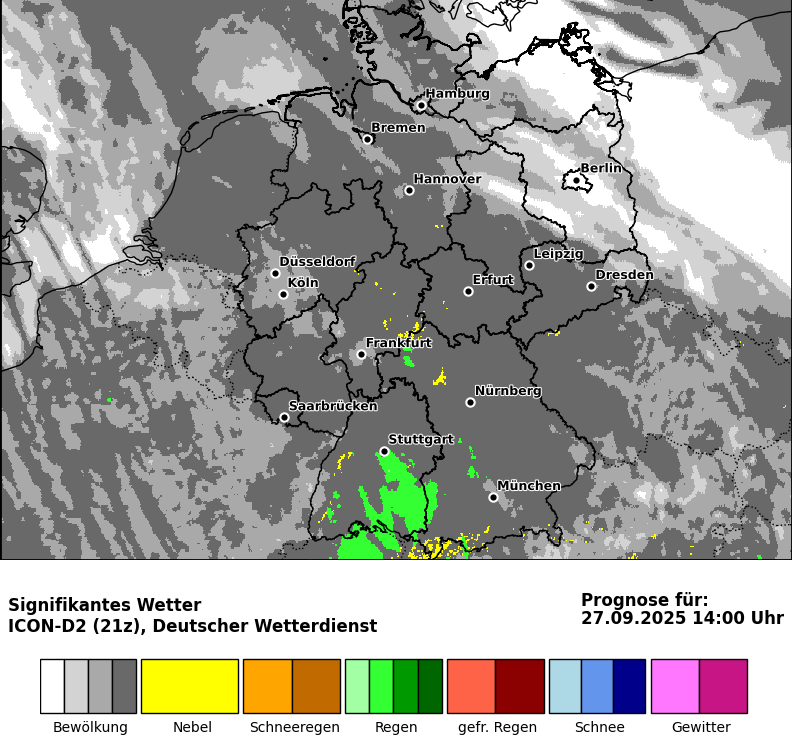 Hamburg
Bremen
Berlin
Hannover
Düsseldorf
Leipzig
Köln
Erfurt
Dresden
Frankfurt
Nürnberg
Saarbrücken
Stuttgart
München
Signifikantes Wetter
ICON-D2 (21z), Deutscher Wetterdienst
Prognose für:
27.09.2025 14:00 Uhr
Bewölkung
Nebel
Schneeregen
Regen
gefr. Regen
Schnee
Gewitter